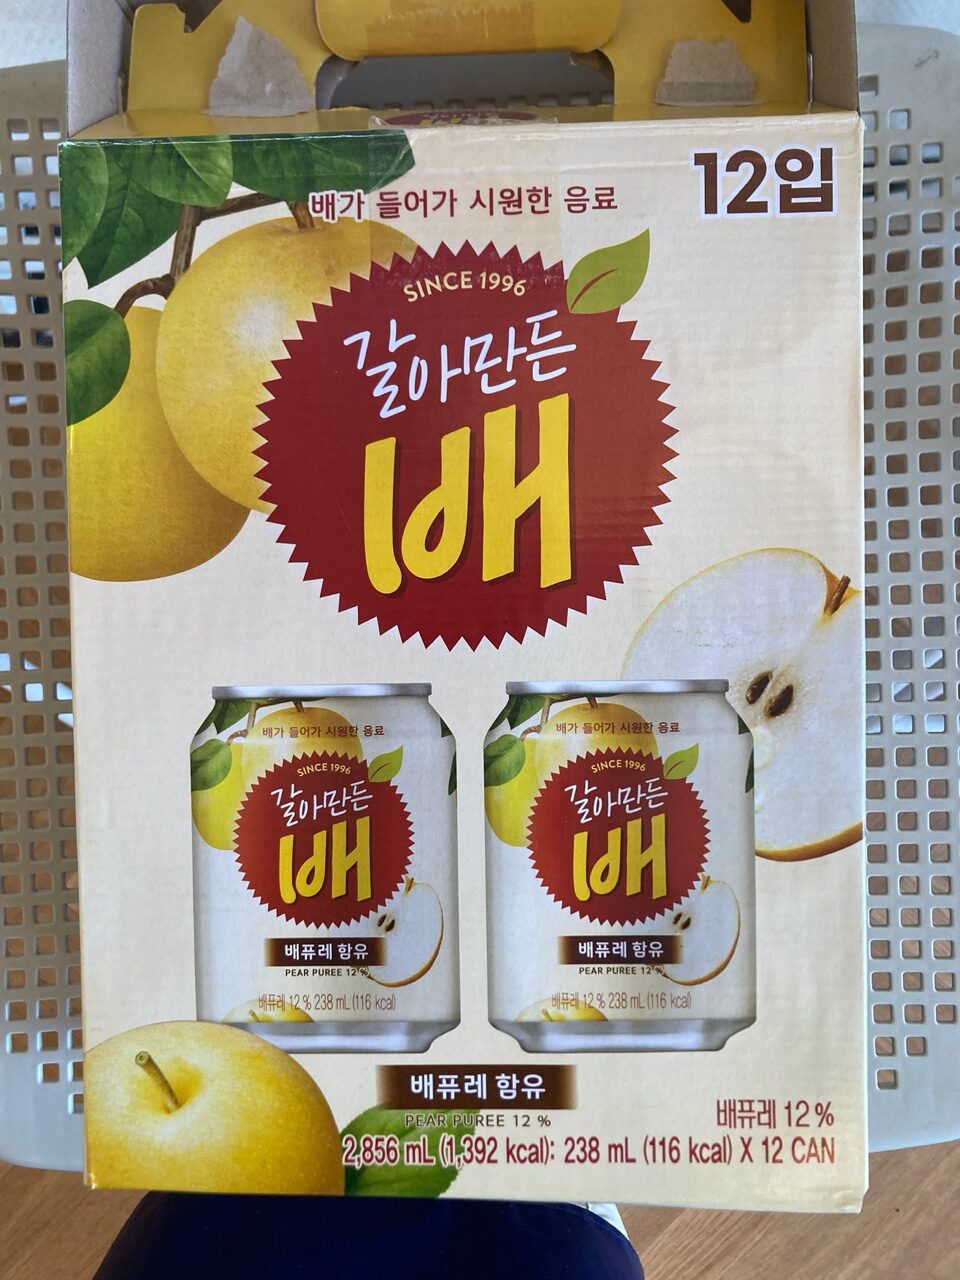 12입
배가 들어가 시원한 음료
SINCE 1996
갈아만든
배
배가 들어가 시원한 음료
SINCE 1996
갈아만든
배
배퓨레 함유
PEAR PUREE 12 %
배퓨레 12 % 238 mL (116 kcal)
배가 들어가 시원한 음료
SINCE 1996
갈아만든
배
배퓨레 함유
PEAR PUREE 12 %
배퓨레 12 % 238 mL (116 kcal)
배퓨레 함유
PEAR PUREE 12 %
배퓨레 12 %
2,856 mL (1,392 kcal): 238 mL (116 kcal) X 12 CAN